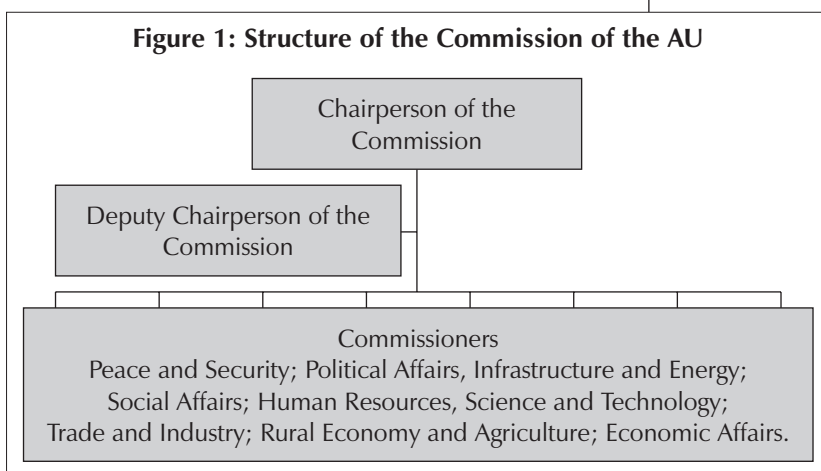 Figure 1: Structure of the Commission of the AU
Chairperson of the
Commission
Deputy Chairperson of the
Commission
Commissioners
Peace and Security; Political Affairs, Infrastructure and Energy;
Social Affairs; Human Resources, Science and Technology;
Trade and Industry; Rural Economy and Agriculture; Economic Affairs.